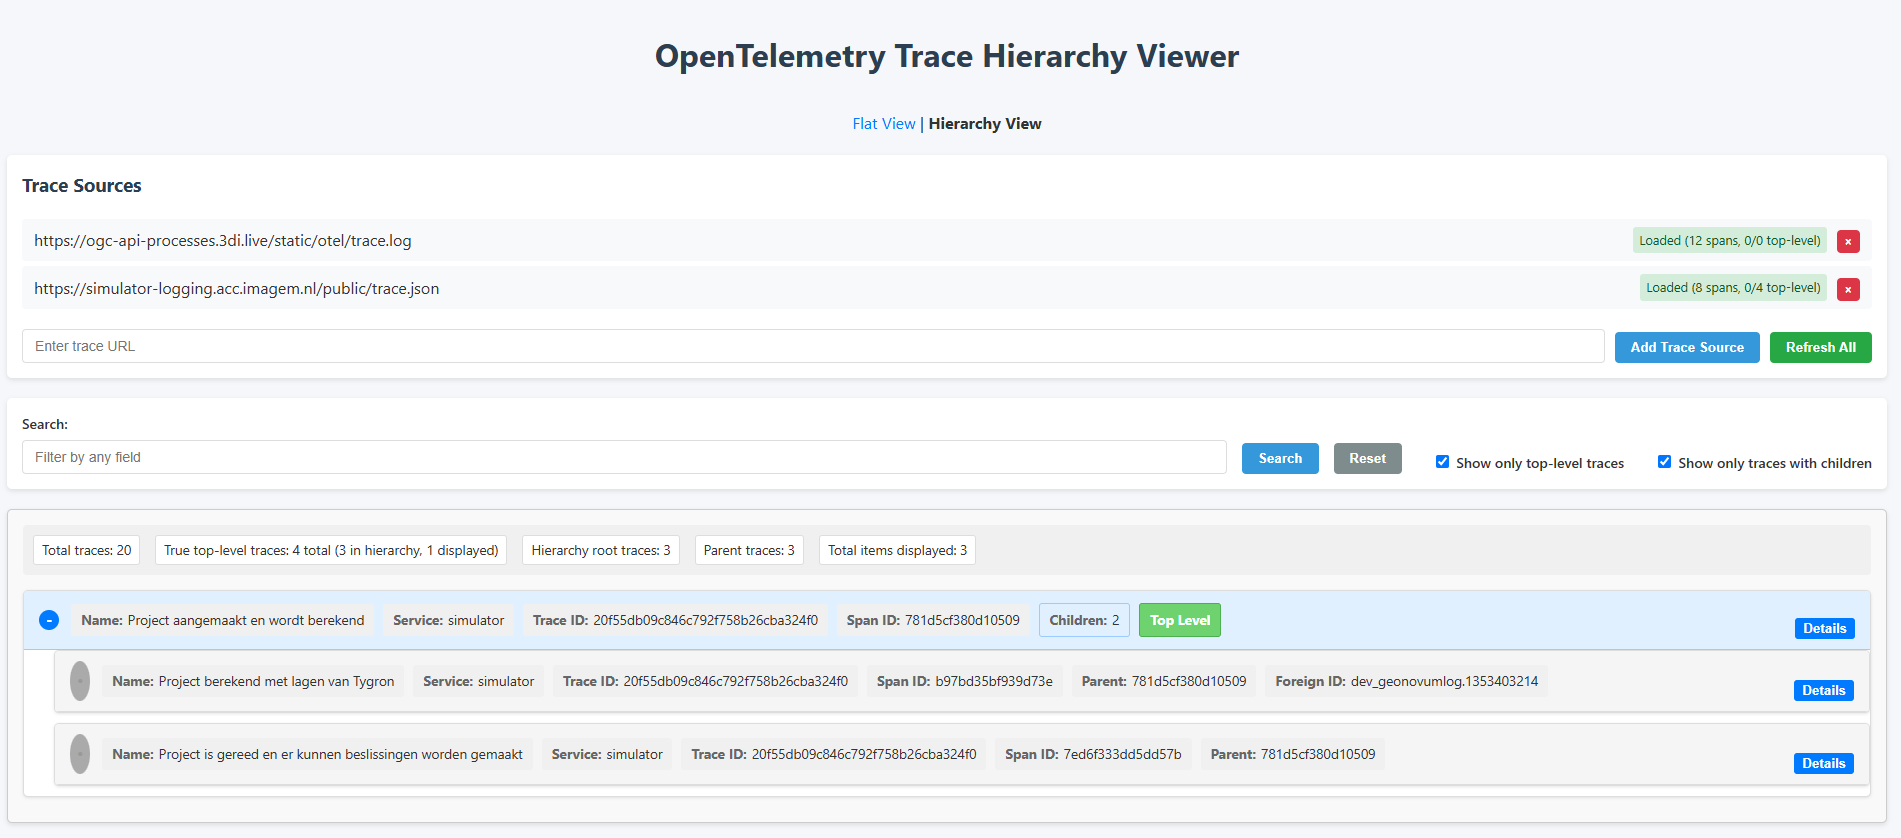 OpenTelemetry Trace Hierarchy Viewer
Flat View | Hierarchy View
Trace Sources
https://ogc-api-processes.3di.live/static/otel/trace.log Loaded (12 spans, 0/0 top-level) ×
https://simulator-logging.acc.imagem.nl/public/trace.json Loaded (8 spans, 0/4 top-level) ×
Enter trace URL Add Trace Source Refresh All
Search:
Filter by any field Search Reset Show only top-level traces Show only traces with children
Total traces: 20 True top-level traces: 4 total (3 in hierarchy, 1 displayed) Hierarchy root traces: 3 Parent traces: 3 Total items displayed: 3
- Name: Project aangemaakt en wordt berekend Service: simulator Trace ID: 20f55db09c846c792f758b26cba324f0 Span ID: 781d5cf380d10509 Children: 2 Top Level Details
Name: Project berekend met lagen van Tygron Service: simulator Trace ID: 20f55db09c846c792f758b26cba324f0 Span ID: b97bd35bf939d73e Parent: 781d5cf380d10509 Foreign ID: dev_geonovumlog.1353403214 Details
Name: Project is gereed en er kunnen beslissingen worden gemaakt Service: simulator Trace ID: 20f55db09c846c792f758b26cba324f0 Span ID: 7ed6f333dd5dd57b Parent: 781d5cf380d10509 Details